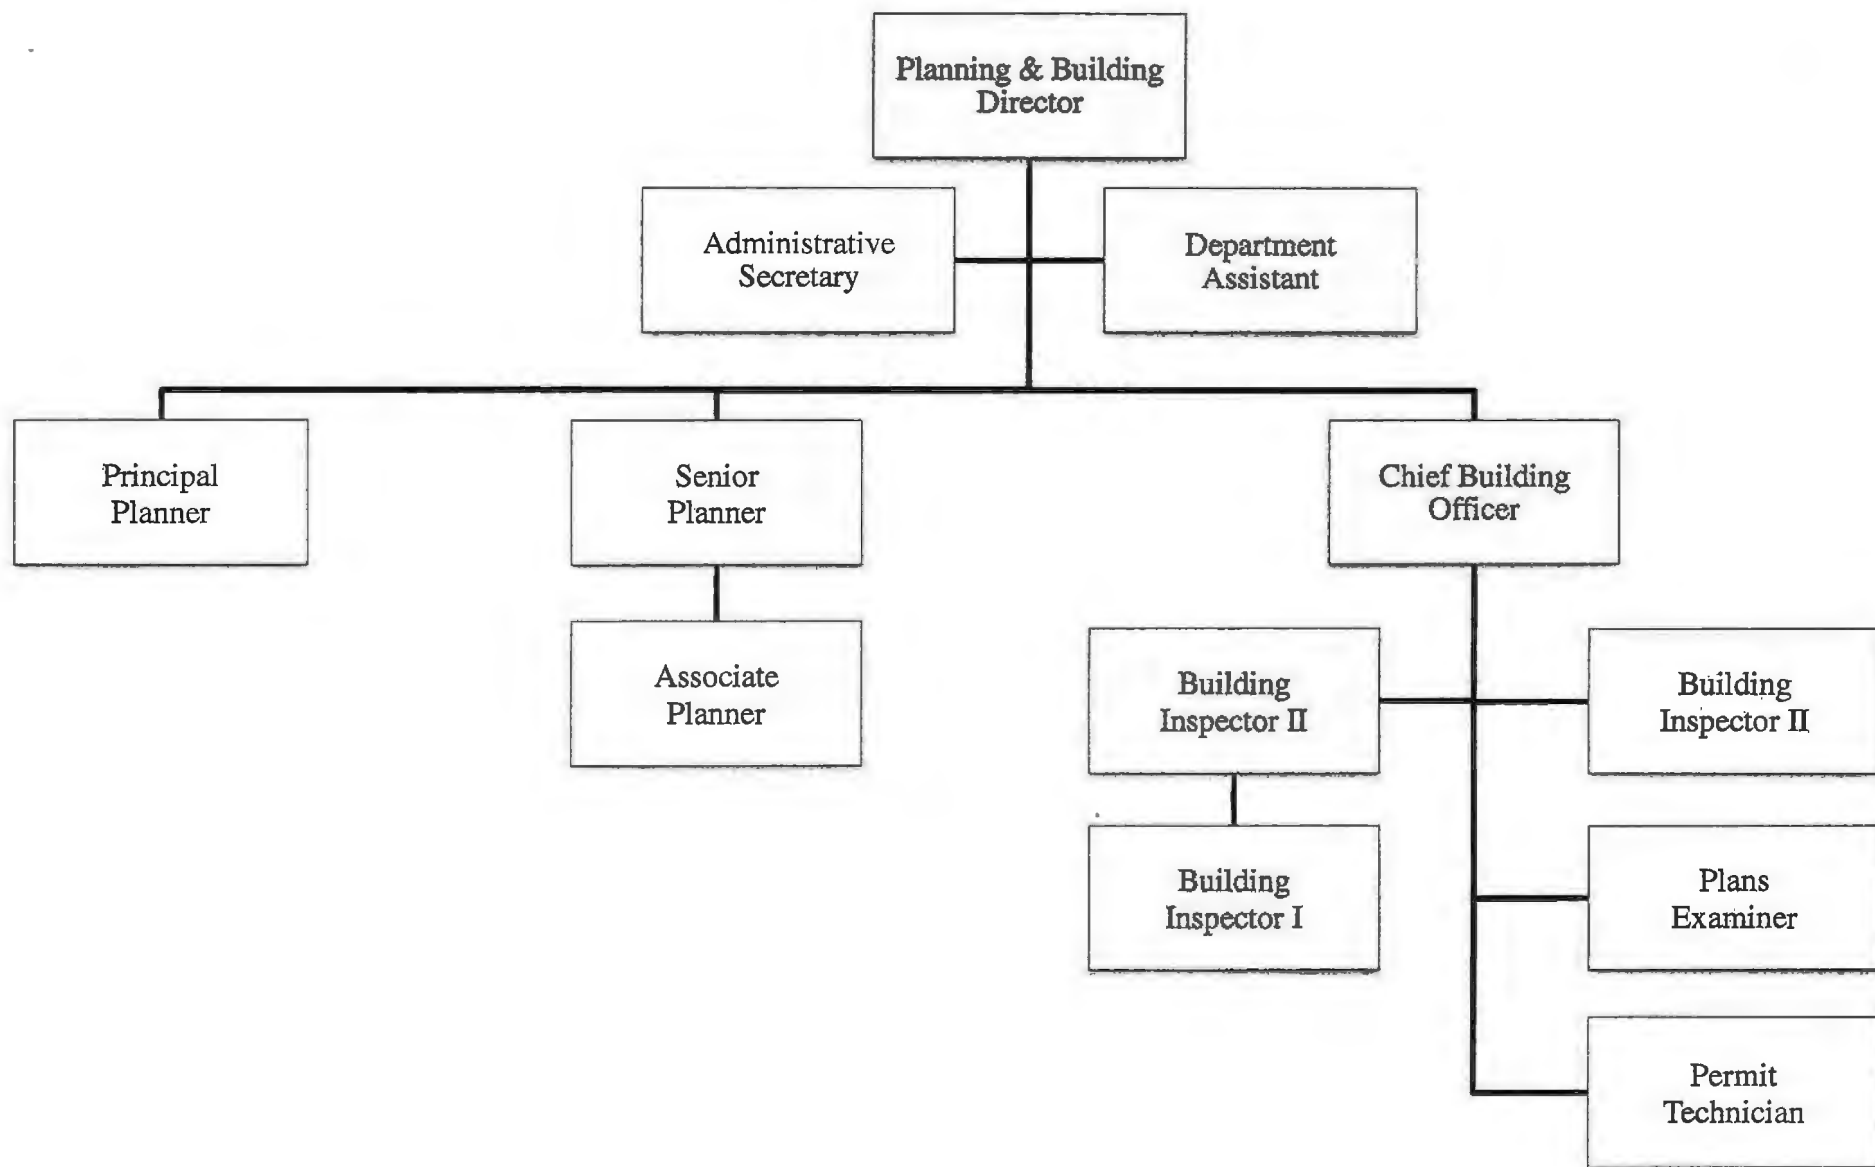 Planning & Building
Director
Administrative
Secretary
Department
Assistant
Principal
Planner
Senior
Planner
Chief Building
Officer
Associate
Planner
Building
Inspector II
Building
Inspector II
Building
Inspector I
Plans
Examiner
Permit
Technician